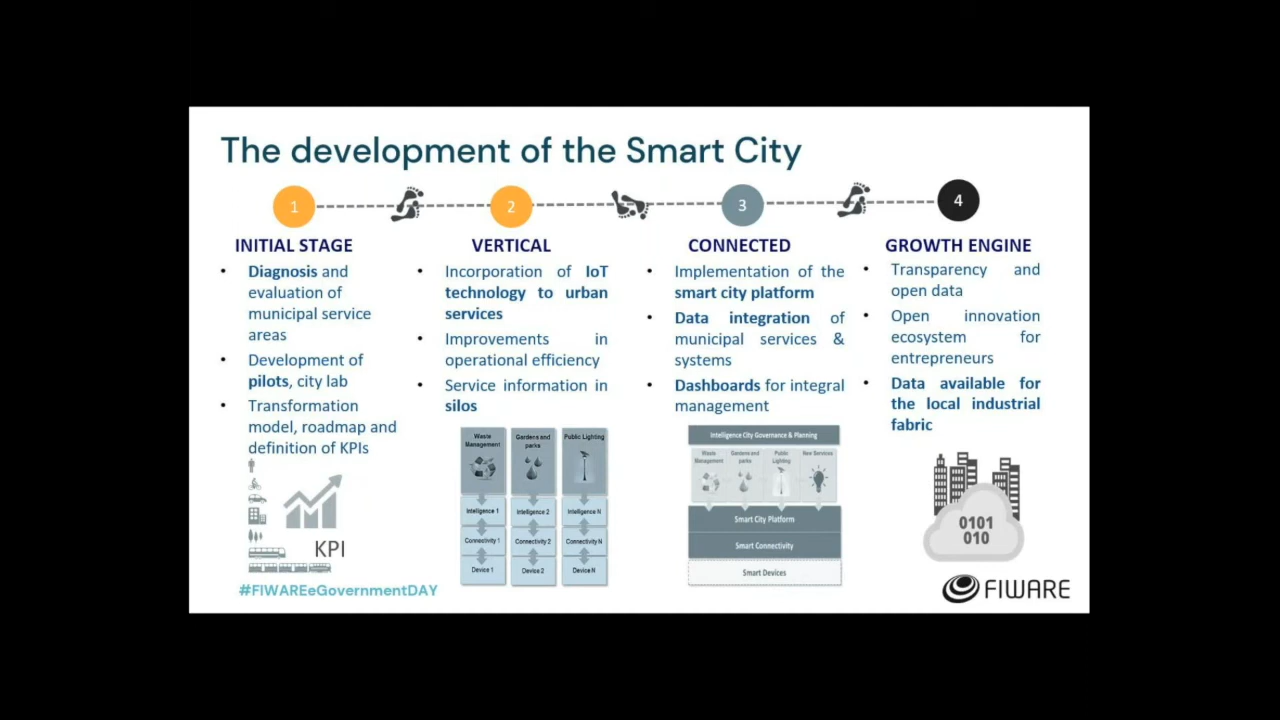 The development of the Smart City
1
2
3
4
INITIAL STAGE
• Diagnosis and
evaluation of
municipal service
areas
• Development of
pilots, city lab
• Transformation
model, roadmap and
definition of KPIs
KPI
VERTICAL
• Incorporation of IoT
technology to urban
services
• Improvements in
operational efficiency
• Service information in
silos
Waste
Management
Intelligence 1
Connectivity 1
Device 1
Gardens and
parks
Intelligence 2
Connectivity 2
Device 2
Public Lighting
Intelligence N
Connectivity N
Device N
CONNECTED
• Implementation of the
smart city platform
• Data integration of
municipal services &
systems
• Dashboards for integral
management
Intelligence City Governance & Planning
Waste
Management
Gardens and
parks
Public
Lighting
New Services
Smart City Platform
Smart Connectivity
Smart Devices
GROWTH ENGINE
• Transparency and
open data
• Open innovation
ecosystem for
entrepreneurs
• Data available for
the local industrial
fabric
0101
010
#FIWAREeGovernmentDAY
FIWARE